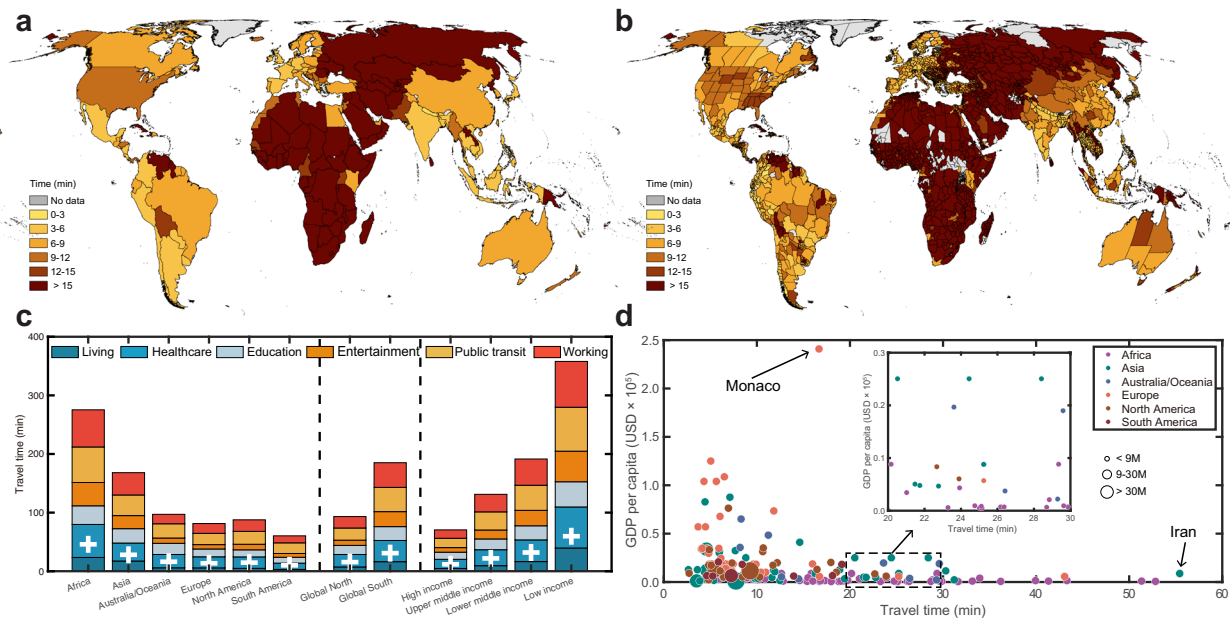 a
Time (min)
No data
0-3
3-6
6-9
9-12
12-15
> 15
b
Time (min)
No data
0-3
3-6
6-9
9-12
12-15
> 15
c
Travel time (min)
400
300
200
100
0
Living
Healthcare
Education
Entertainment
Public transit
Working
Africa
Asia
Australia/Oceania
Europe
North America
South America
Global North
Global South
High income
Upper middle income
Lower middle income
Low income
d
GDP per capita (USD × 10⁵)
2.5
2.0
1.5
1.0
0.5
0.0
0
10
20
30
40
50
60
Travel time (min)
Monaco
Iran
GDP per capita (USD × 10⁵)
0.3
0.2
0.1
0.0
20
22
24
26
28
30
Travel time (min)
Africa
Asia
Australia/Oceania
Europe
North America
South America
< 9M
9-30M
> 30M